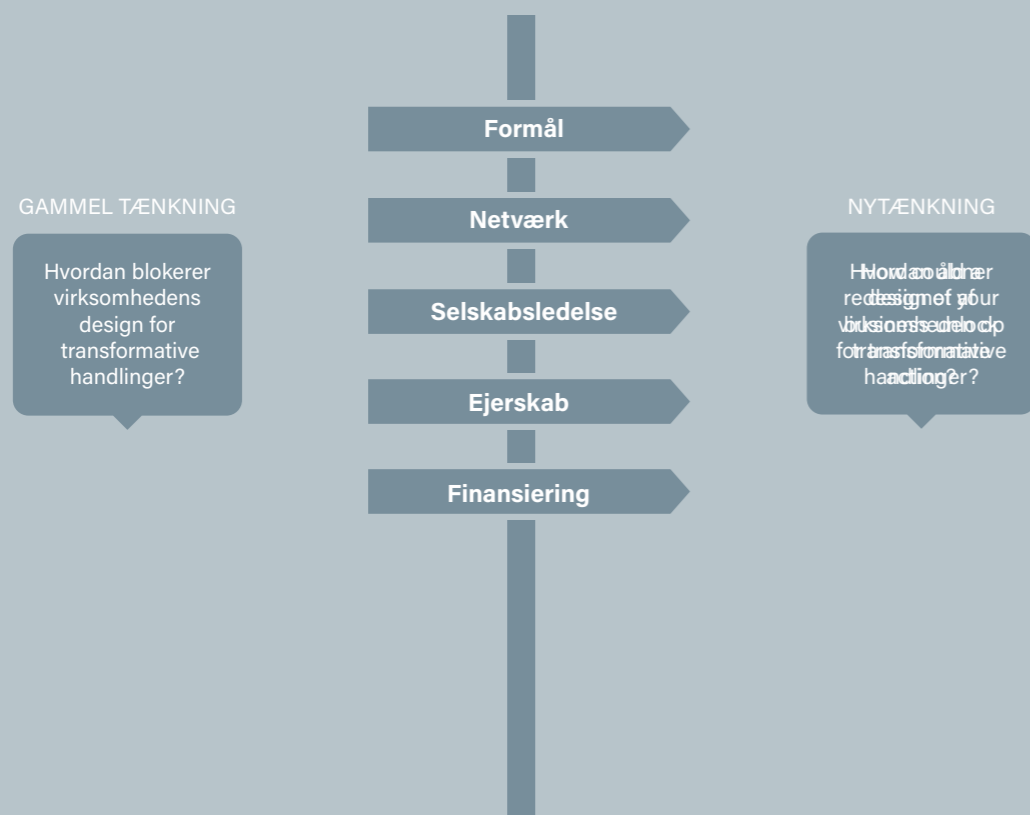 Formål
Netværk
Selskabsledelse
Ejerskab
Finansiering
GAMMEL TÆNKNING
Hvordan blokerer
virksomhedens
design for
transformative
handlinger?
NYTÆNKNING